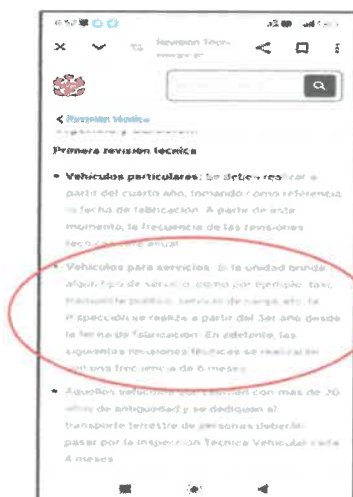 Revisión Técni
Revisión técnica
Primera revisión técnica
• Vehículos particulares: Se deben realizar a
partir del cuarto año, tomando como referencia
la fecha de fabricación. A partir de este
momento, la frecuencia de las revisiones
técnicas será anual.
• Vehículos para servicios: Si la unidad brinda
algún tipo de servicio, como por ejemplo: taxi,
transporte público, servicio de carga, etc, la
inspección se realiza a partir del 3er año desde
la fecha de fabricación. En adelante, las
siguientes revisiones técnicas se realizarán
con una frecuencia de 6 meses.
• Aquellos vehículos que cuentan con más de 20
años de antigüedad y se dediquen al
transporte terrestre de personas deberán
pasar por la Inspección Técnica Vehicular cada
4 meses